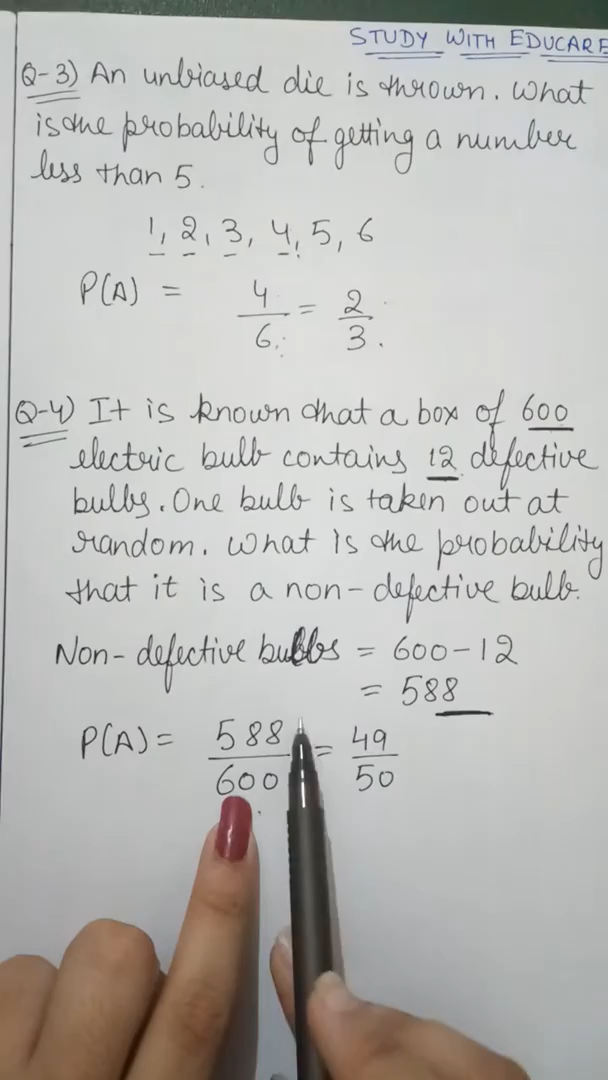 STUDY WITH EDUCARE
Q-3) An unbiased die is thrown. What
is the probability of getting a number
less than 5.
1, 2, 3, 4, 5, 6
P(A) = 4/6 = 2/3.
Q-4) It is known that a box of 600
electric bulb contains 12 defective
bulbs. One bulb is taken out at
random. What is the probability
that it is a non-defective bulb.
Non-defective bulbs = 600-12
= 588
P(A) = 588/600 = 49/50